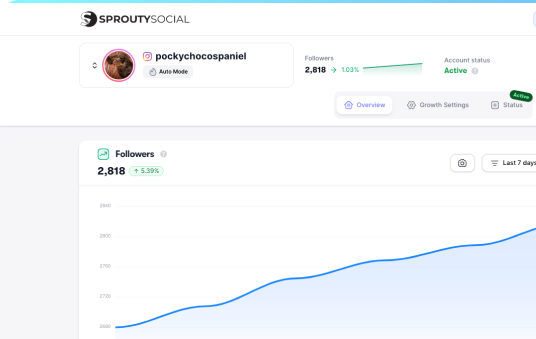 SPROUTYSOCIAL
pockychocospaniel
Auto Mode
Followers
2,818 → 1.03%
Account status
Active
Overview
Growth Settings
Status
Active
Followers
2,818 ↑ 5.39%
Last 7 days
2840
2800
2760
2720
2680